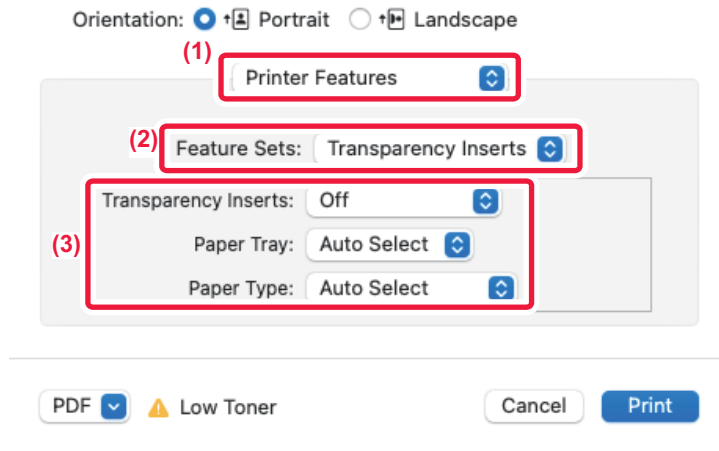 Orientation: Portrait Landscape
(1)
Printer Features
(2)
Feature Sets: Transparency Inserts
(3)
Transparency Inserts: Off
Paper Tray: Auto Select
Paper Type: Auto Select
PDF Low Toner Cancel Print